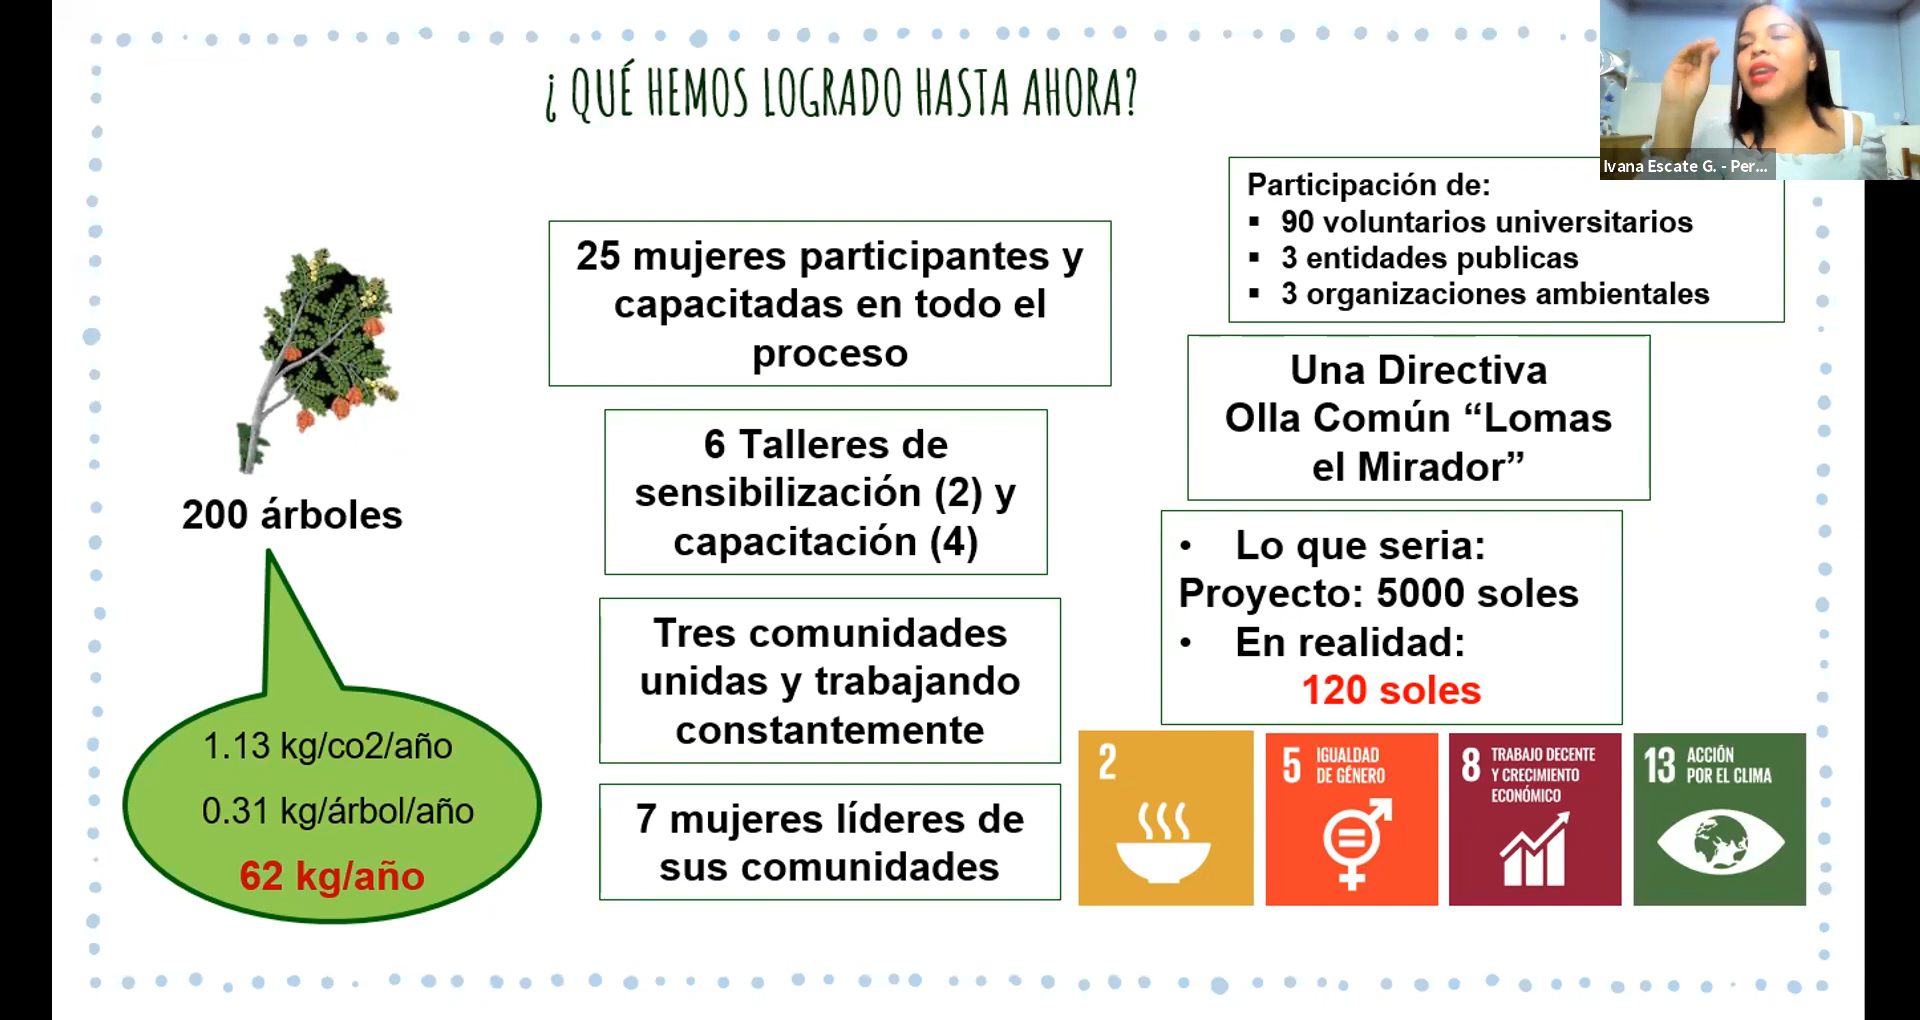 ¿ QUÉ HEMOS LOGRADO HASTA AHORA?
Ivana Escate G. - Per...
200 árboles
1.13 kg/co2/año
0.31 kg/árbol/año
62 kg/año
25 mujeres participantes y
capacitadas en todo el
proceso
6 Talleres de
sensibilización (2) y
capacitación (4)
Tres comunidades
unidas y trabajando
constantemente
7 mujeres líderes de
sus comunidades
Participación de:
▪ 90 voluntarios universitarios
▪ 3 entidades publicas
▪ 3 organizaciones ambientales
Una Directiva
Olla Común “Lomas
el Mirador”
• Lo que seria:
Proyecto: 5000 soles
• En realidad:
120 soles
2
5 IGUALDAD
DE GÉNERO
8 TRABAJO DECENTE
Y CRECIMIENTO
ECONÓMICO
13 ACCIÓN
POR EL CLIMA